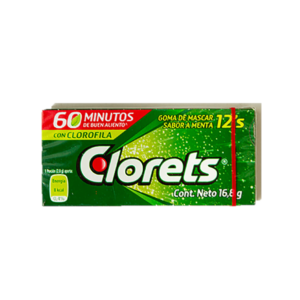 60 MINUTOS
DE BUEN ALIENTO*
CON CLOROFILA
GOMA DE MASCAR
SABOR A MENTA 12's
Clorets®
Cont. Neto 16,8 g